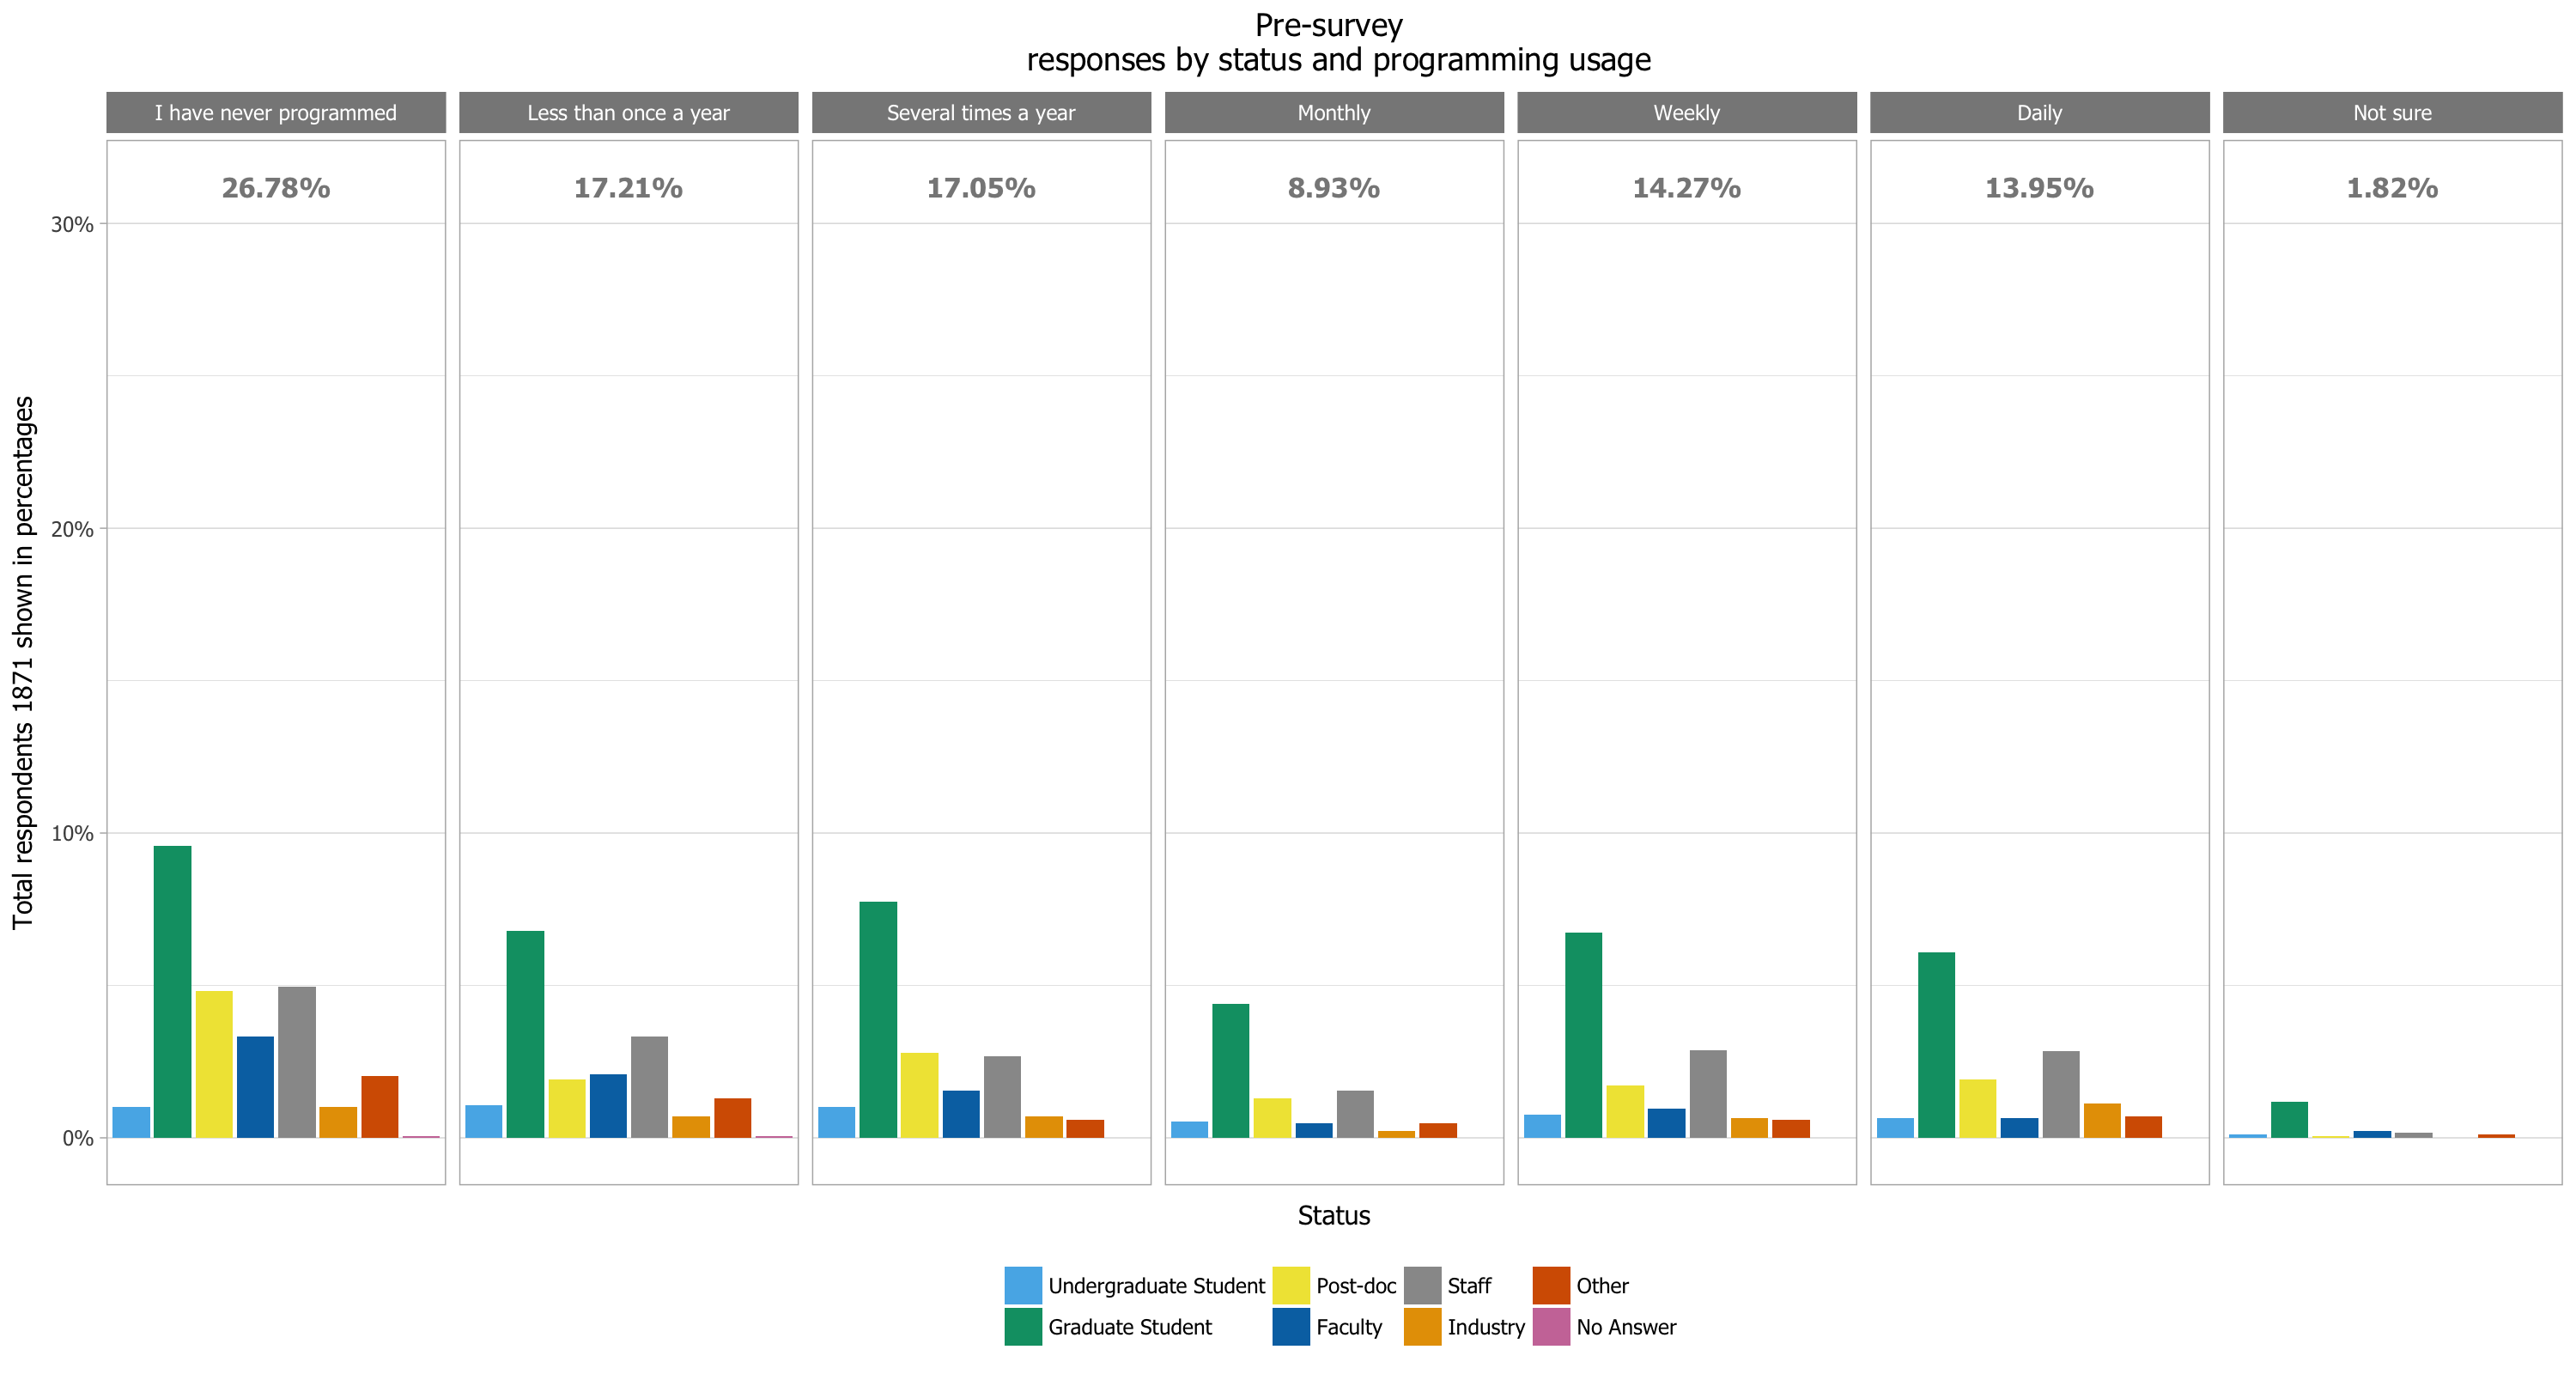 Pre-survey
responses by status and programming usage
I have never programmed
Less than once a year
Several times a year
Monthly
Weekly
Daily
Not sure
26.78%
17.21%
17.05%
8.93%
14.27%
13.95%
1.82%
30%
20%
10%
0%
Total respondents 1871 shown in percentages
Status
Undergraduate Student
Post-doc
Staff
Other
Graduate Student
Faculty
Industry
No Answer